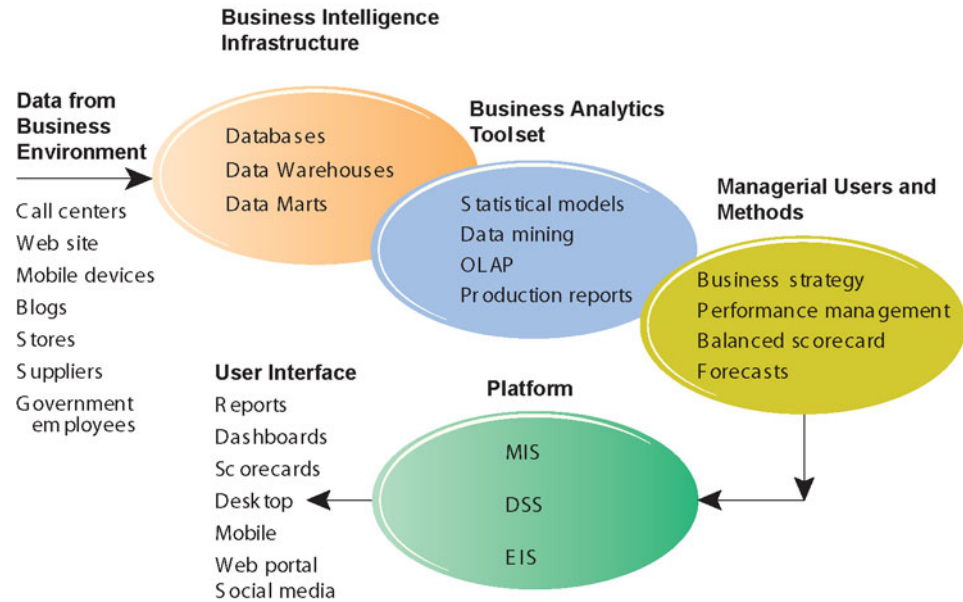 Business Intelligence
Infrastructure
Data from
Business
Environment
Call centers
Web site
Mobile devices
Blogs
Stores
Suppliers
Government
employees
Databases
Data Warehouses
Data Marts
Business Analytics
Toolset
Statistical models
Data mining
OLAP
Production reports
Managerial Users and
Methods
Business strategy
Performance management
Balanced scorecard
Forecasts
Platform
MIS
DSS
EIS
User Interface
Reports
Dashboards
Scorecards
Desktop
Mobile
Web portal
Social media